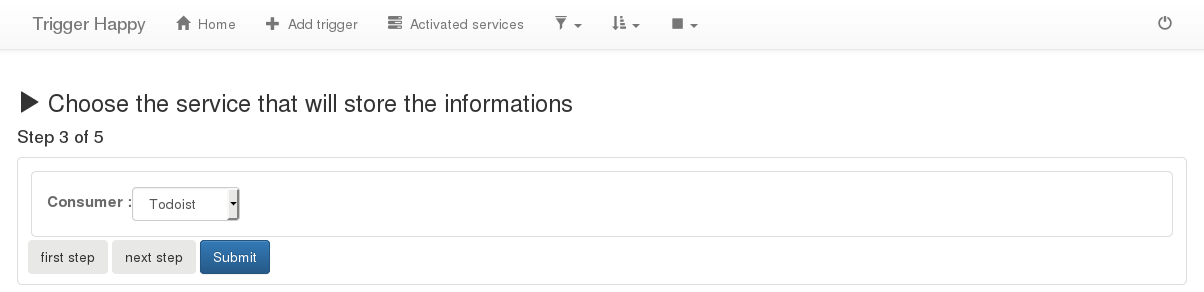 Trigger Happy Home Add trigger Activated services
Choose the service that will store the informations
Step 3 of 5
Consumer : Todoist
first step next step Submit